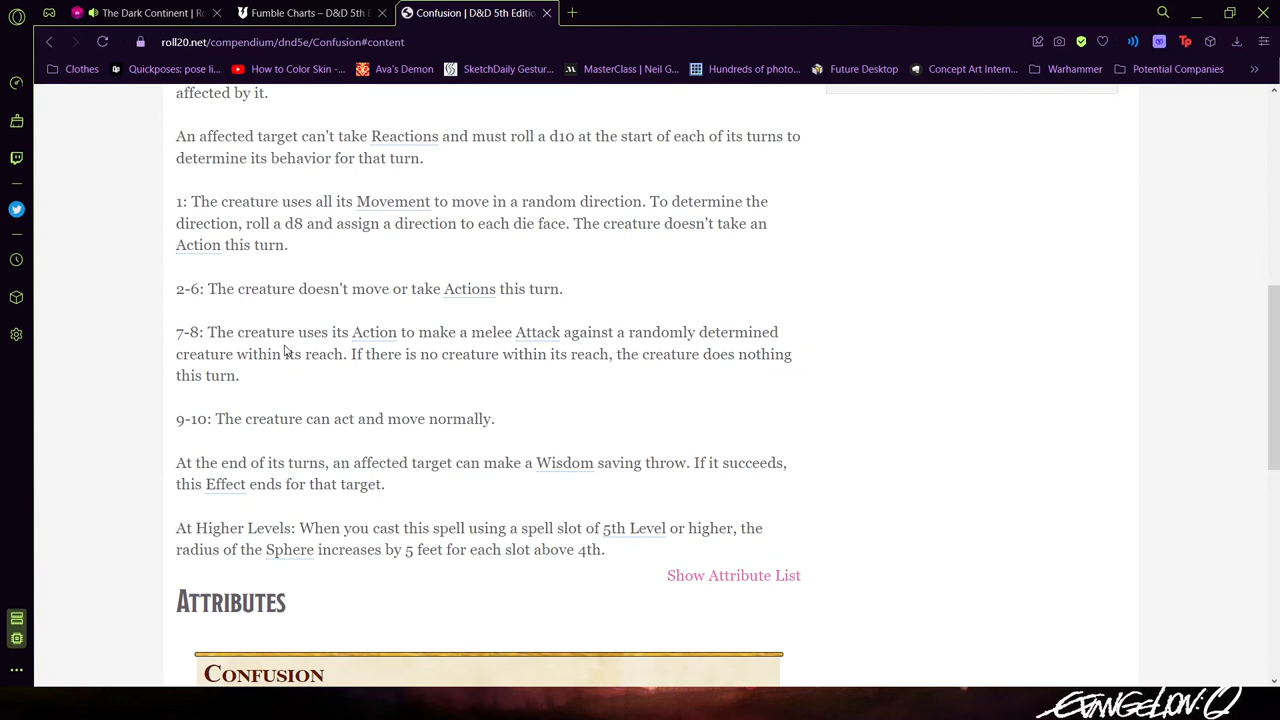 The Dark Continent | Ro
Fumble Charts – D&D 5th E
Confusion | D&D 5th Editio
roll20.net/compendium/dnd5e/Confusion#content
Clothes
Quickposes: pose li...
How to Color Skin -...
Ava's Demon
SketchDaily Gestur...
MasterClass | Neil G...
Hundreds of photo...
Future Desktop
Concept Art Intern...
Warhammer
Potential Companies
affected by it.
An affected target can't take Reactions and must roll a d10 at the start of each of its turns to
determine its behavior for that turn.
1: The creature uses all its Movement to move in a random direction. To determine the
direction, roll a d8 and assign a direction to each die face. The creature doesn't take an
Action this turn.
2-6: The creature doesn't move or take Actions this turn.
7-8: The creature uses its Action to make a melee Attack against a randomly determined
creature within its reach. If there is no creature within its reach, the creature does nothing
this turn.
9-10: The creature can act and move normally.
At the end of its turns, an affected target can make a Wisdom saving throw. If it succeeds,
this Effect ends for that target.
At Higher Levels: When you cast this spell using a spell slot of 5th Level or higher, the
radius of the Sphere increases by 5 feet for each slot above 4th.
Show Attribute List
Attributes
Confusion